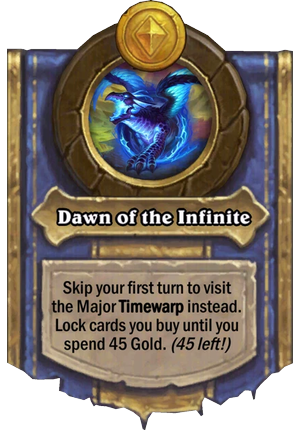 Dawn of the Infinite
Skip your first turn to visit
the Major Timewarp instead.
Lock cards you buy until you
spend 45 Gold. (45 left!)